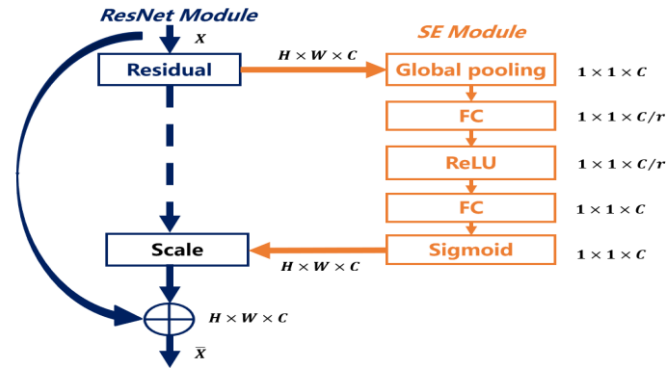 ResNet Module
X
SE Module
Residual
H × W × C
Global pooling
1 × 1 × C
FC
1 × 1 × C/r
ReLU
1 × 1 × C/r
FC
1 × 1 × C
Scale
H × W × C
Sigmoid
1 × 1 × C
H × W × C
X̄